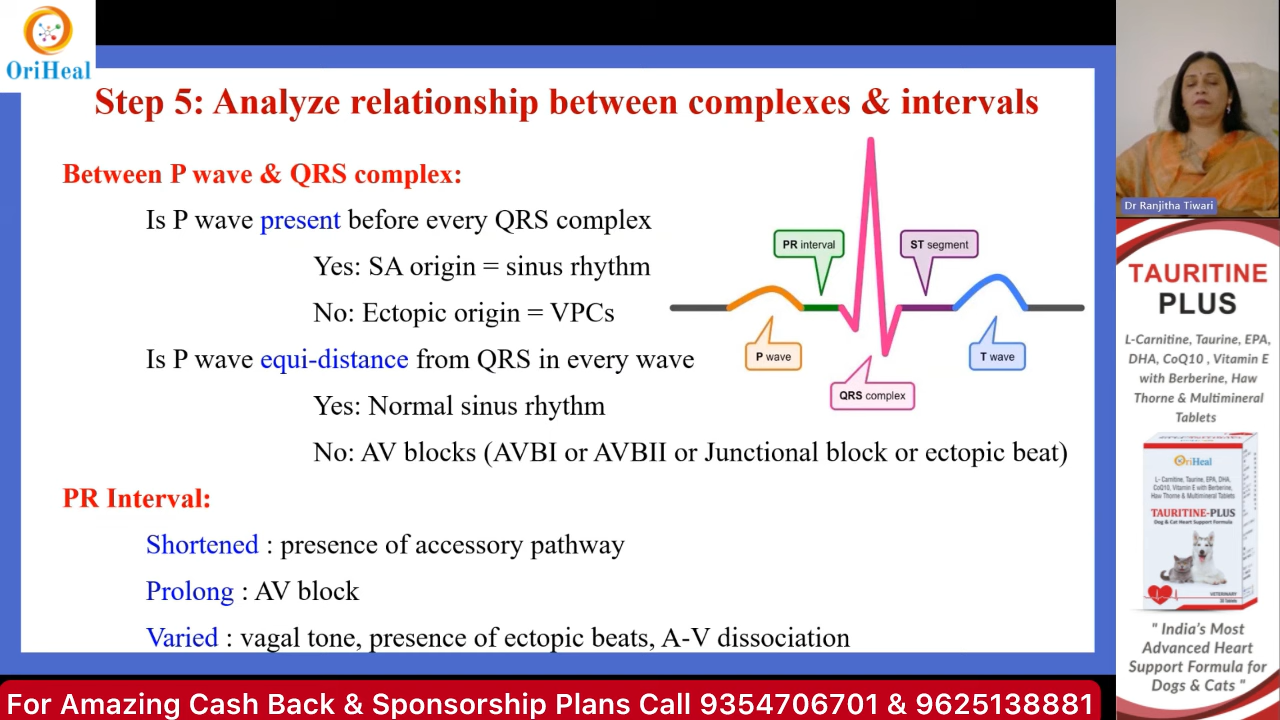 OriHeal
Step 5: Analyze relationship between complexes & intervals
Between P wave & QRS complex:
Is P wave present before every QRS complex
Yes: SA origin = sinus rhythm
No: Ectopic origin = VPCs
Is P wave equi-distance from QRS in every wave
Yes: Normal sinus rhythm
No: AV blocks (AVBI or AVBII or Junctional block or ectopic beat)
PR Interval:
Shortened : presence of accessory pathway
Prolong : AV block
Varied : vagal tone, presence of ectopic beats, A-V dissociation
PR interval
ST segment
P wave
T wave
QRS complex
Dr Ranjitha Tiwari
TAURITINE
PLUS
L-Carnitine, Taurine, EPA,
DHA, CoQ10 , Vitamin E
with Berberine, Haw
Thorne & Multimineral
Tablets
OriHeal
L- Carnitine, Taurine, EPA, DHA,
CoQ10, Vitamin E with Berberine,
Haw Thorne & Multimineral Tablets
TAURITINE-PLUS
Dog & Cat Heart Support Formula
VETERINARY
" India's Most
Advanced Heart
Support Formula for
Dogs & Cats "
For Amazing Cash Back & Sponsorship Plans Call 9354706701 & 9625138881